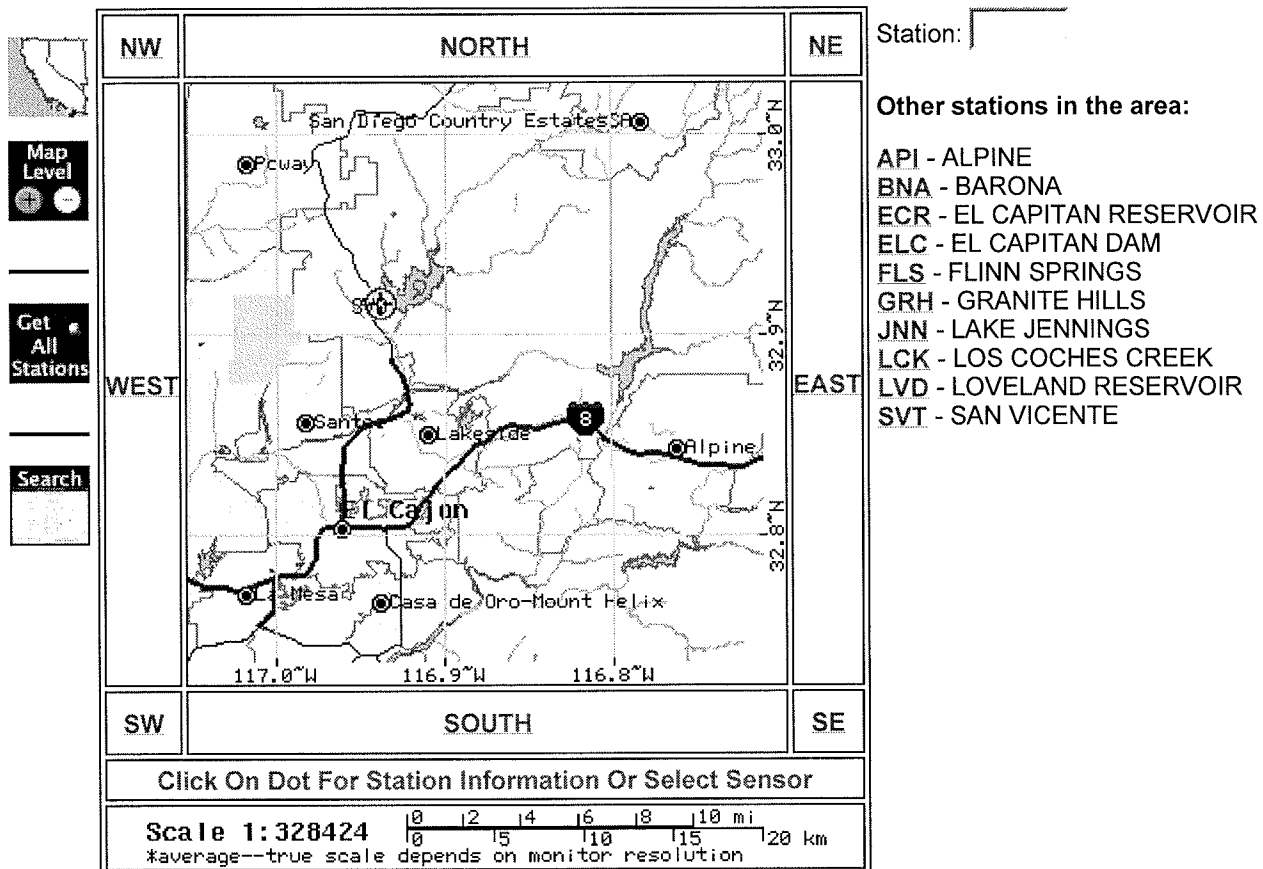 NW
NORTH
NE
Station:
Map
Level
+ -
Get
All
Stations
Search
WEST
EAST
San Diego Country Estates
Poway
Santee
Lakeside
8
Alpine
El Cajon
La Mesa
Casa de Oro-Mount Helix
33.0~N
32.9~N
32.8~N
117.0~W
116.9~W
116.8~W
SW
SOUTH
SE
Click On Dot For Station Information Or Select Sensor
Scale 1:328424
0 2 4 6 8 10 mi
0 5 10 15 20 km
*average--true scale depends on monitor resolution
Other stations in the area:
API - ALPINE
BNA - BARONA
ECR - EL CAPITAN RESERVOIR
ELC - EL CAPITAN DAM
FLS - FLINN SPRINGS
GRH - GRANITE HILLS
JNN - LAKE JENNINGS
LCK - LOS COCHES CREEK
LVD - LOVELAND RESERVOIR
SVT - SAN VICENTE